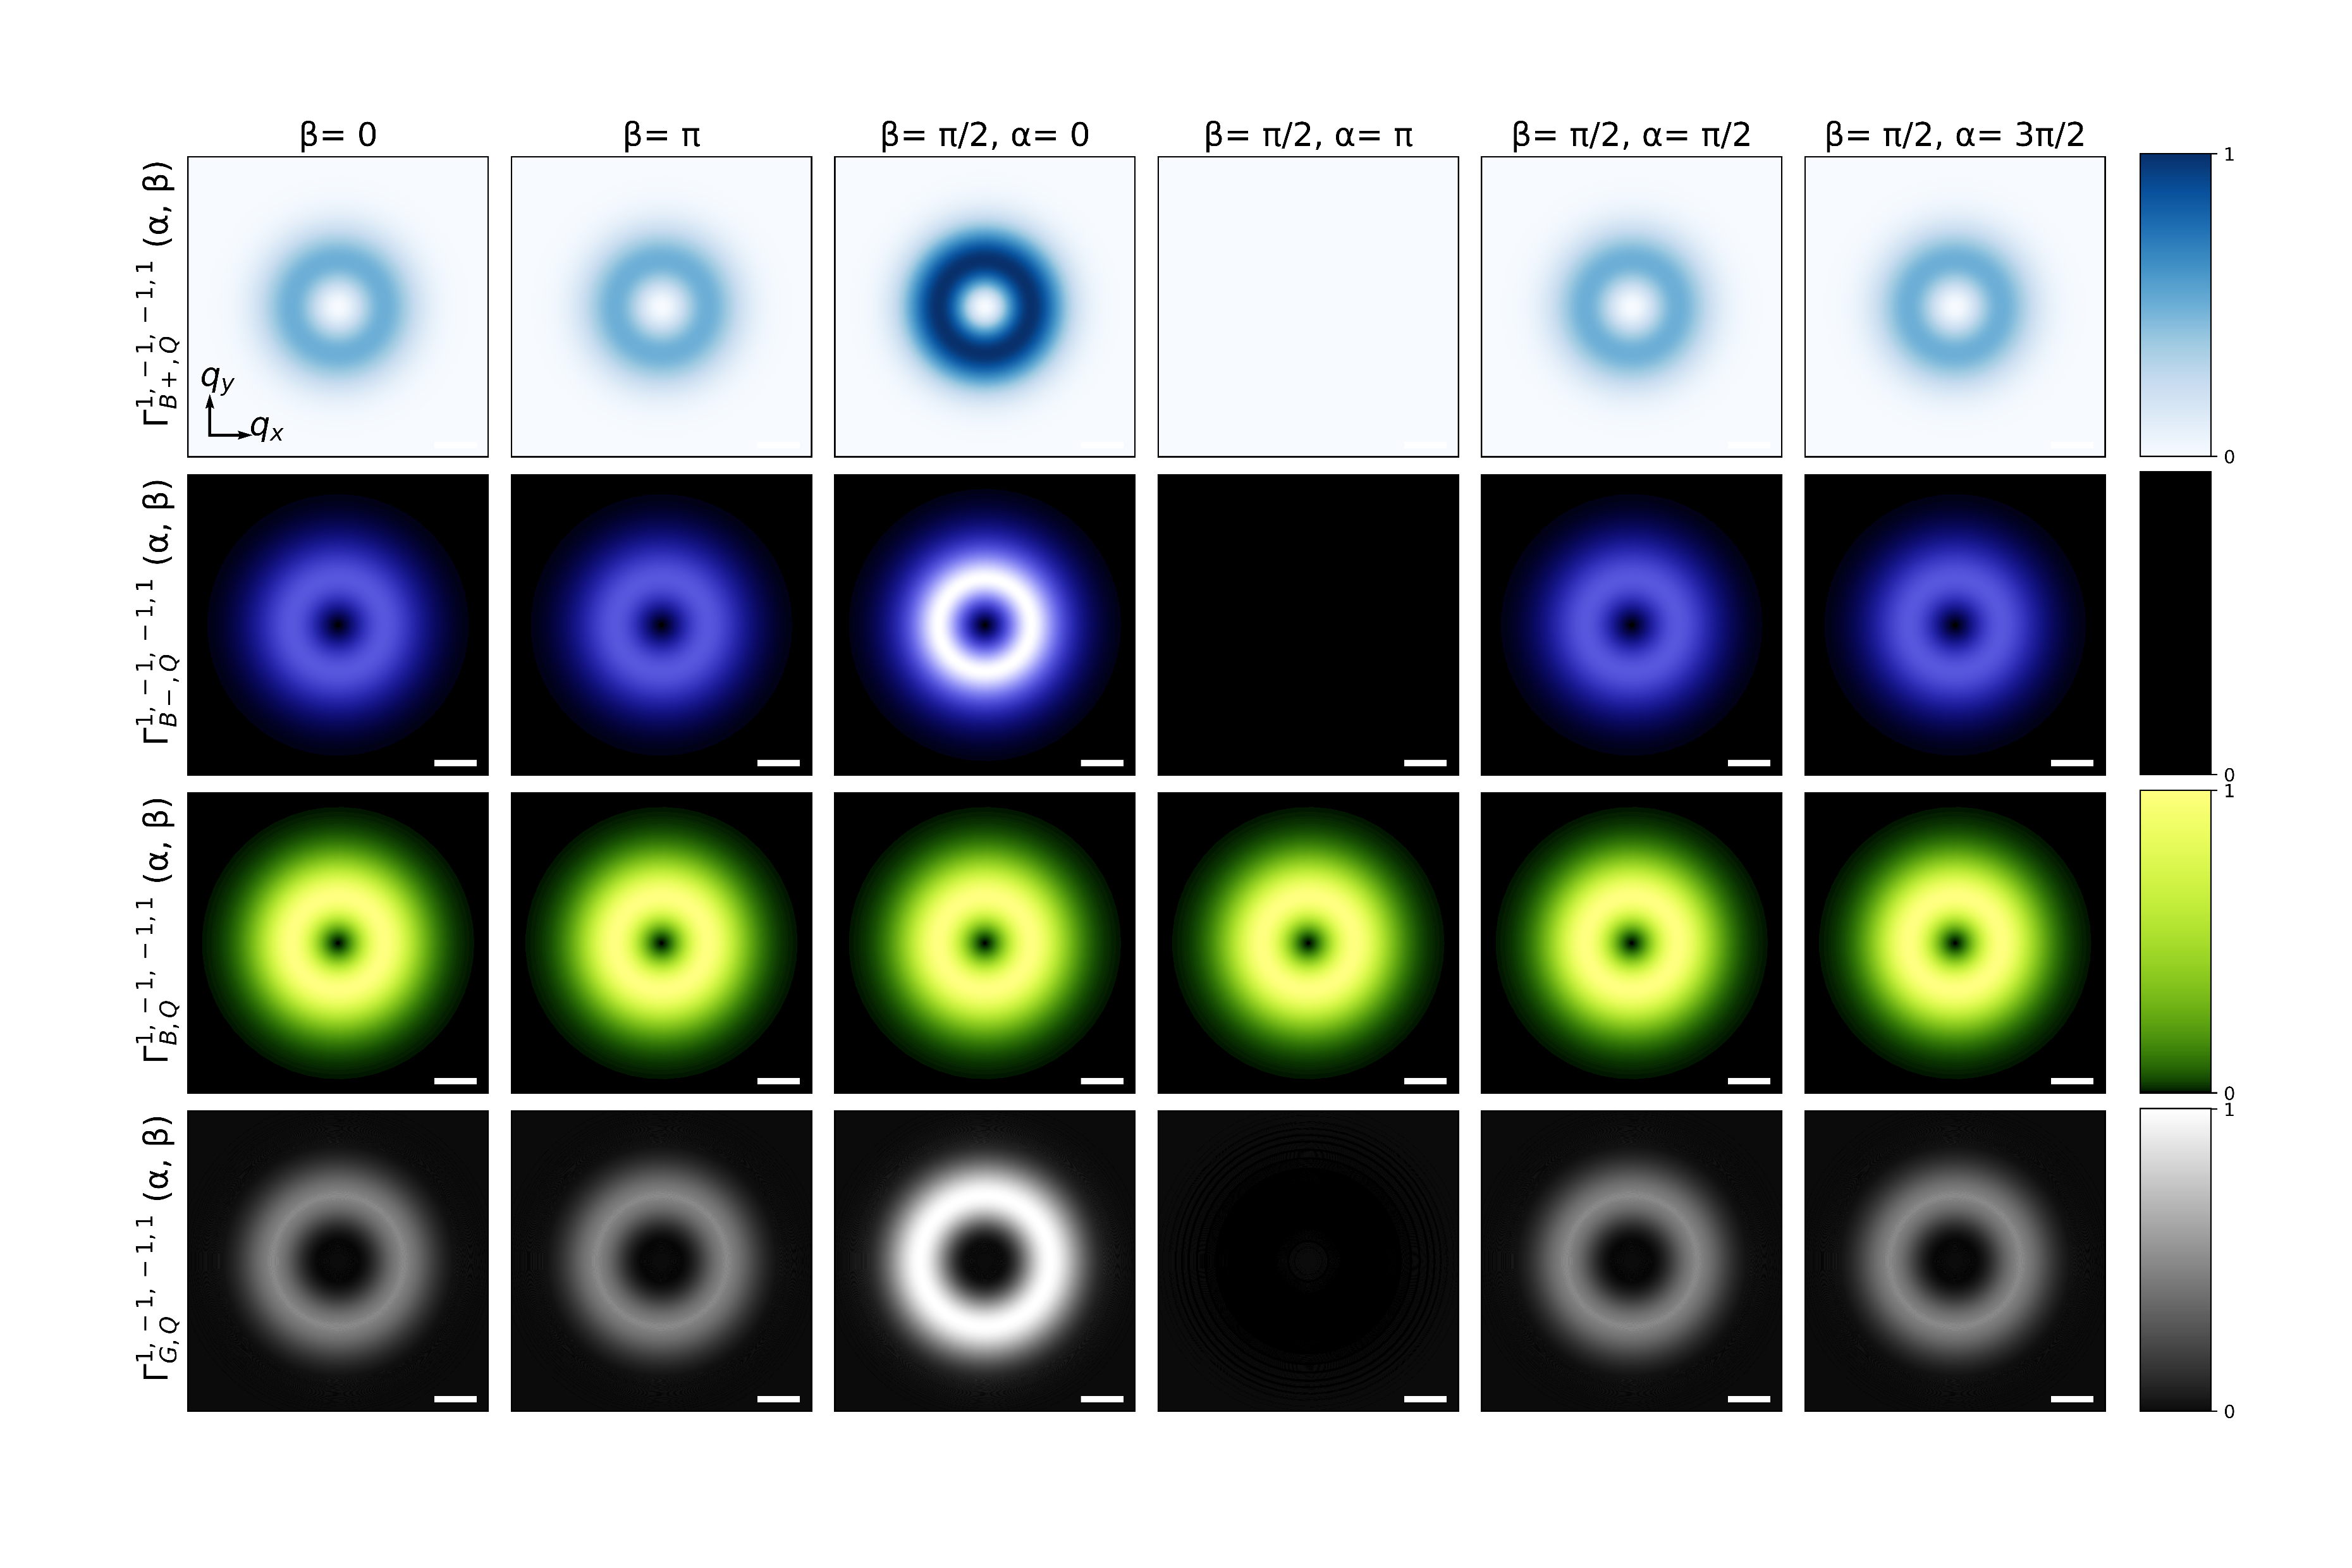 β= 0
β= π
β= π/2, α= 0
β= π/2, α= π
β= π/2, α= π/2
β= π/2, α= 3π/2
Γ^{1,−1,−1,1}_{B+,Q} (α, β)
q_y
q_x
1
0
Γ^{1,−1,−1,1}_{B−,Q} (α, β)
0
Γ^{1,−1,−1,1}_{B,Q} (α, β)
1
0
Γ^{1,−1,−1,1}_{G,Q} (α, β)
1
0